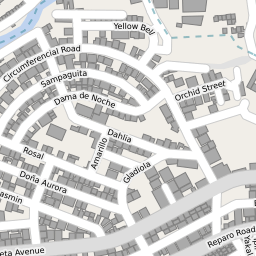 Yellow Bell
Circumferencial Road
Sampaguita
Orchid Street
Dama de Noche
Dahlia
Amarillo
Rosal
Gladiola
Doña Aurora
asmin
Reparo Road
Yakal
eta Avenue